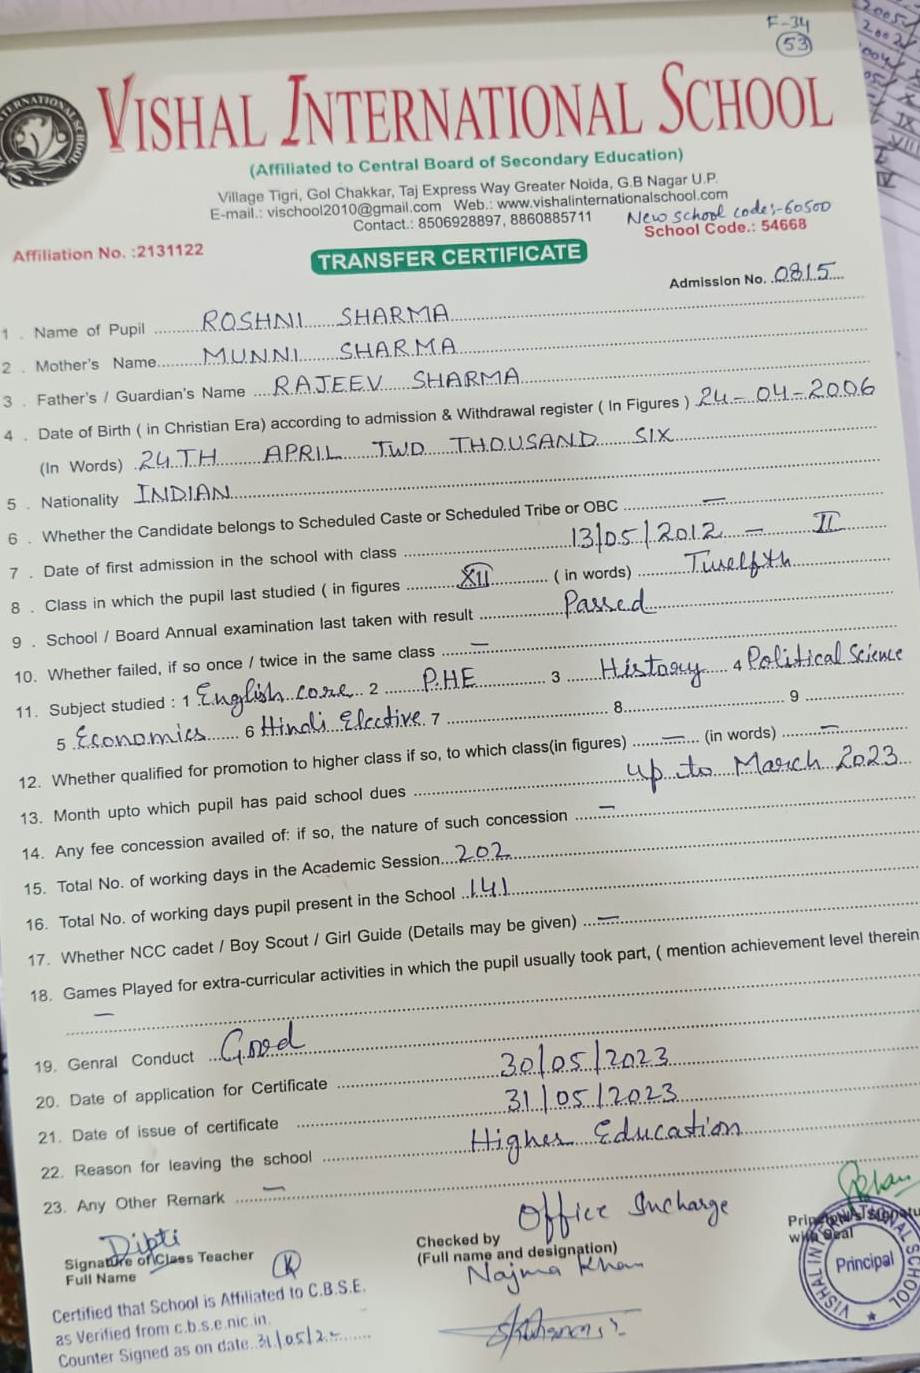 F-34
53
VISHAL INTERNATIONAL SCHOOL
(Affiliated to Central Board of Secondary Education)
Village Tigri, Gol Chakkar, Taj Express Way Greater Noida, G.B Nagar U.P.
E-mail.: vischool2010@gmail.com Web.: www.vishalinternationalschool.com
Contact.: 8506928897, 8860885711
New School code:-60500
Affiliation No. :2131122
School Code.: 54668
TRANSFER CERTIFICATE
Admission No. 0815
1 . Name of Pupil ROSHNI SHARMA
2 . Mother's Name MUNNI SHARMA
3 . Father's / Guardian's Name RAJEEV SHARMA
4 . Date of Birth ( in Christian Era) according to admission & Withdrawal register ( In Figures ) 24-04-2006
(In Words) 24TH APRIL TWO THOUSAND SIX
5 . Nationality INDIAN
6 . Whether the Candidate belongs to Scheduled Caste or Scheduled Tribe or OBC —
7 . Date of first admission in the school with class 13/05/2012 - II
8 . Class in which the pupil last studied ( in figures XII ( in words) Twelfth
9 . School / Board Annual examination last taken with result Passed
10. Whether failed, if so once / twice in the same class —
11. Subject studied : 1 English core 2 P.HE 3 History 4 Political Science
5 Economics 6 Hindi Elective 7 8 9
12. Whether qualified for promotion to higher class if so, to which class(in figures) — (in words) —
13. Month upto which pupil has paid school dues up to March 2023
14. Any fee concession availed of: if so, the nature of such concession —
15. Total No. of working days in the Academic Session 202
16. Total No. of working days pupil present in the School 141
17. Whether NCC cadet / Boy Scout / Girl Guide (Details may be given) —
18. Games Played for extra-curricular activities in which the pupil usually took part, ( mention achievement level therein
—
19. Genral Conduct Good
20. Date of application for Certificate 30/05/2023
21. Date of issue of certificate 31/05/2023
22. Reason for leaving the school Higher Education
23. Any Other Remark —
Dipti
Signature of Class Teacher
Full Name
Checked by Office Incharge
(Full name and designation)
Najma Khan
Principal's Signatu
with Seal
VISHAL INTERNATIONAL SCHOOL
Principal
Certified that School is Affiliated to C.B.S.E.
as Verified from c.b.s.e.nic.in.
Counter Signed as on date 31/05/2